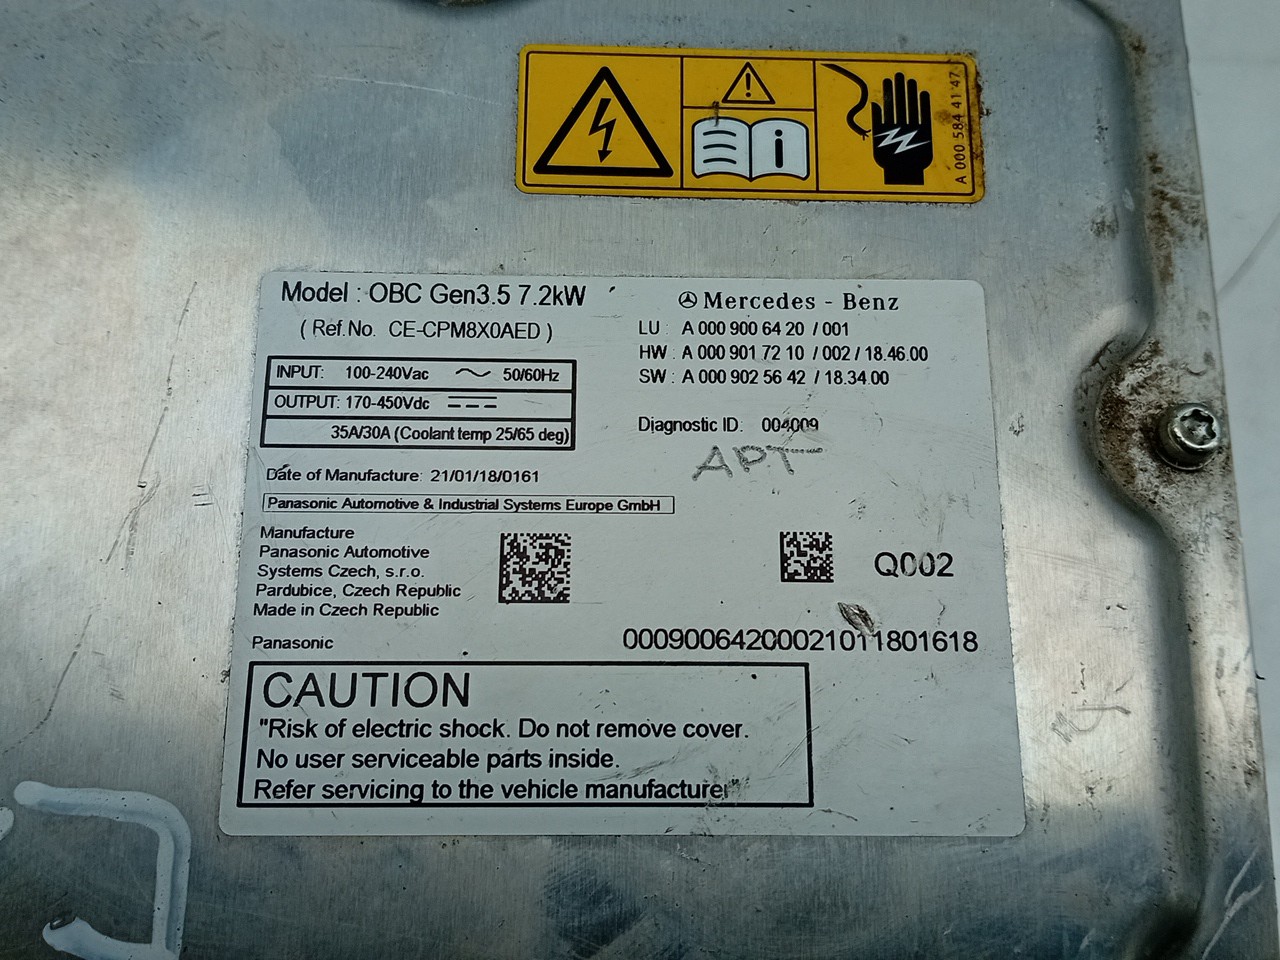 A 000 584 41 47
Model : OBC Gen3.5 7.2kW
( Ref.No. CE-CPM8X0AED )
INPUT: 100-240Vac 50/60Hz
OUTPUT: 170-450Vdc
35A/30A (Coolant temp 25/65 deg)
Date of Manufacture: 21/01/18/0161
Panasonic Automotive & Industrial Systems Europe GmbH
Mercedes - Benz
LU : A 000 900 64 20 / 001
HW : A 000 901 72 10 / 002 / 18.46.00
SW : A 000 902 56 42 / 18.34.00
Diagnostic ID. 004009
APT
Manufacture
Panasonic Automotive
Systems Czech, s.r.o.
Pardubice, Czech Republic
Made in Czech Republic
Q002
Panasonic
00090064200021011801618
CAUTION
"Risk of electric shock. Do not remove cover.
No user serviceable parts inside.
Refer servicing to the vehicle manufacturer"